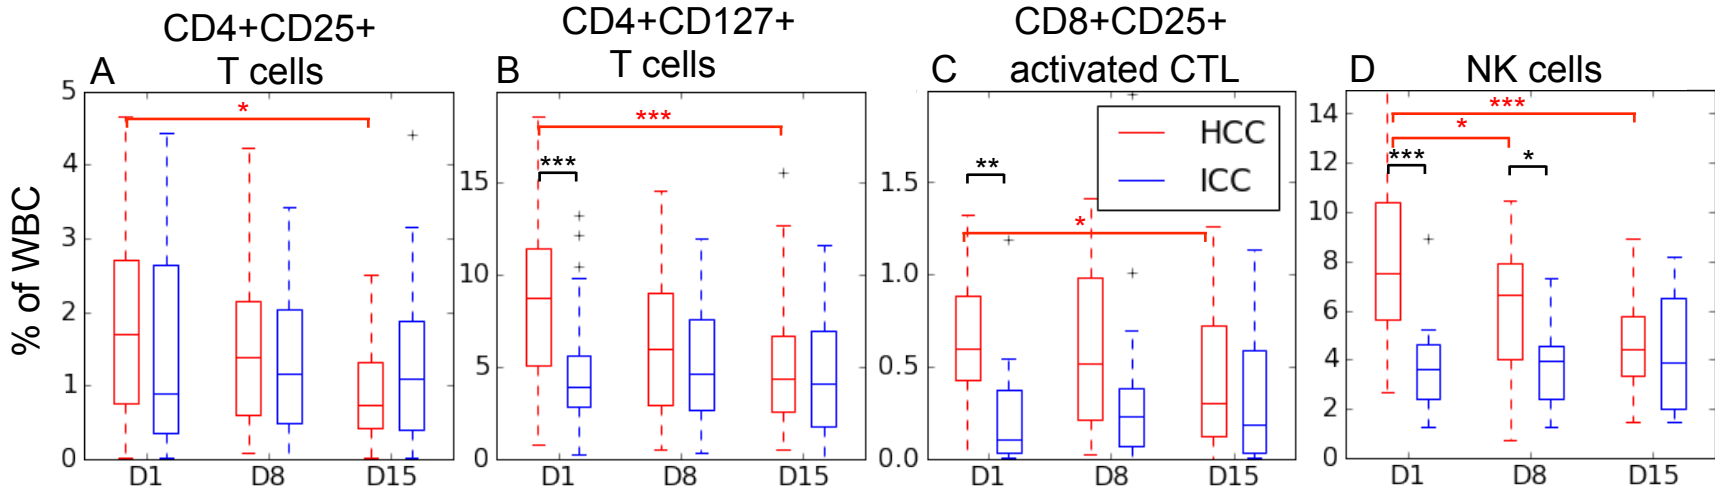 CD4+CD25+
T cells
CD4+CD127+
T cells
CD8+CD25+
activated CTL
NK cells
A
B
C
D
% of WBC
5
4
3
2
1
0
D1
D8
D15
*
15
10
5
0
D1
D8
D15
***
***
1.5
1.0
0.5
0.0
D1
D8
D15
**
*
HCC
ICC
14
12
10
8
6
4
2
0
D1
D8
D15
***
*
***
*